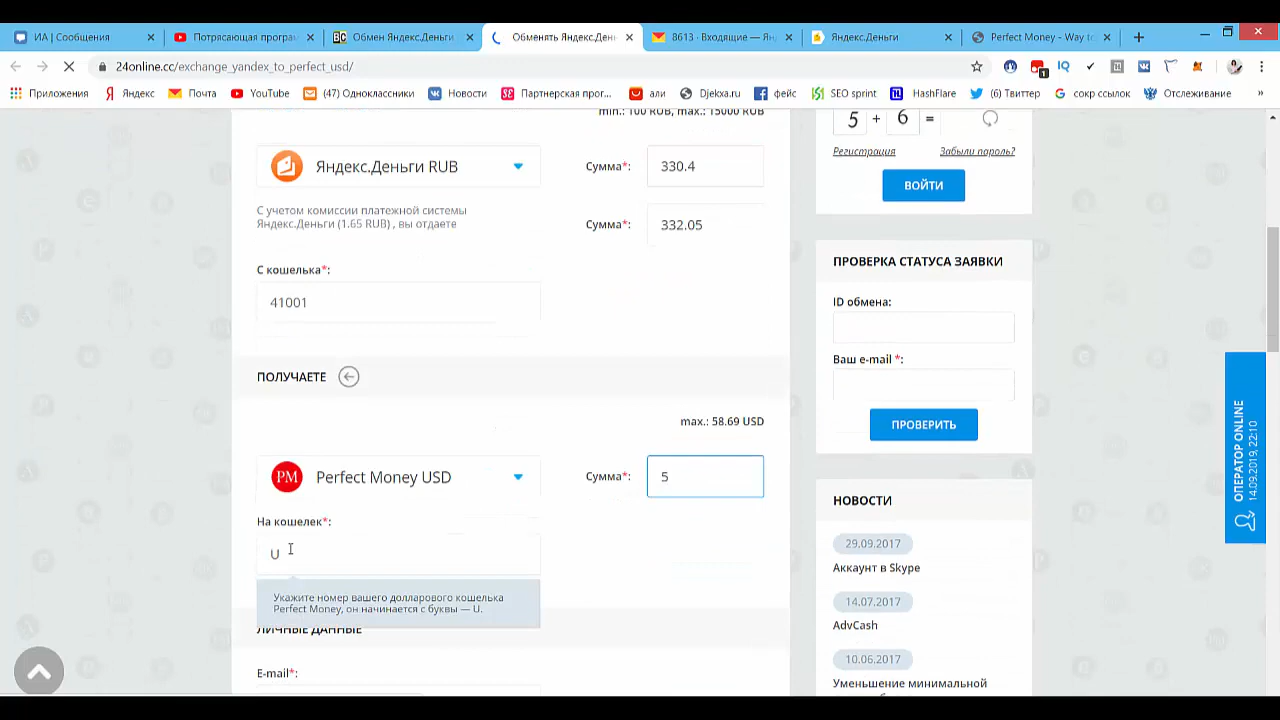 ИА | Сообщения
Потрясающая програм
Обмен Яндекс.Деньги
Обменять Яндекс.Ден
8613 · Входящие — Ян
Яндекс.Деньги
Perfect Money - Way to
24online.cc/exchange_yandex_to_perfect_usd/
Приложения
Яндекс
Почта
YouTube
(47) Одноклассники
Новости
Партнерская прог...
али
Djekxa.ru
фейс
SEO sprint
HashFlare
(6) Твиттер
сокр ссылок
Отслеживание
»
min.: 100 RUB, max.: 15000 RUB
Яндекс.Деньги RUB
Сумма*:
330.4
С учетом комиссии платежной системы
Яндекс.Деньги (1.65 RUB) , вы отдаете
Сумма*:
332.05
С кошелька*:
41001
ПОЛУЧАЕТЕ
max.: 58.69 USD
PM
Perfect Money USD
Сумма*:
5
На кошелек*:
U
Укажите номер вашего долларового кошелька
Perfect Money, он начинается с буквы — U.
ЛИЧНЫЕ ДАННЫЕ
E-mail*:
5 + 6 =
Регистрация
Забыли пароль?
ВОЙТИ
ПРОВЕРКА СТАТУСА ЗАЯВКИ
ID обмена:
Ваш e-mail *:
ПРОВЕРИТЬ
НОВОСТИ
29.09.2017
Аккаунт в Skype
14.07.2017
AdvCash
10.06.2017
Уменьшение минимальной
ОПЕРАТОР ONLINE
14.09.2019, 22:10